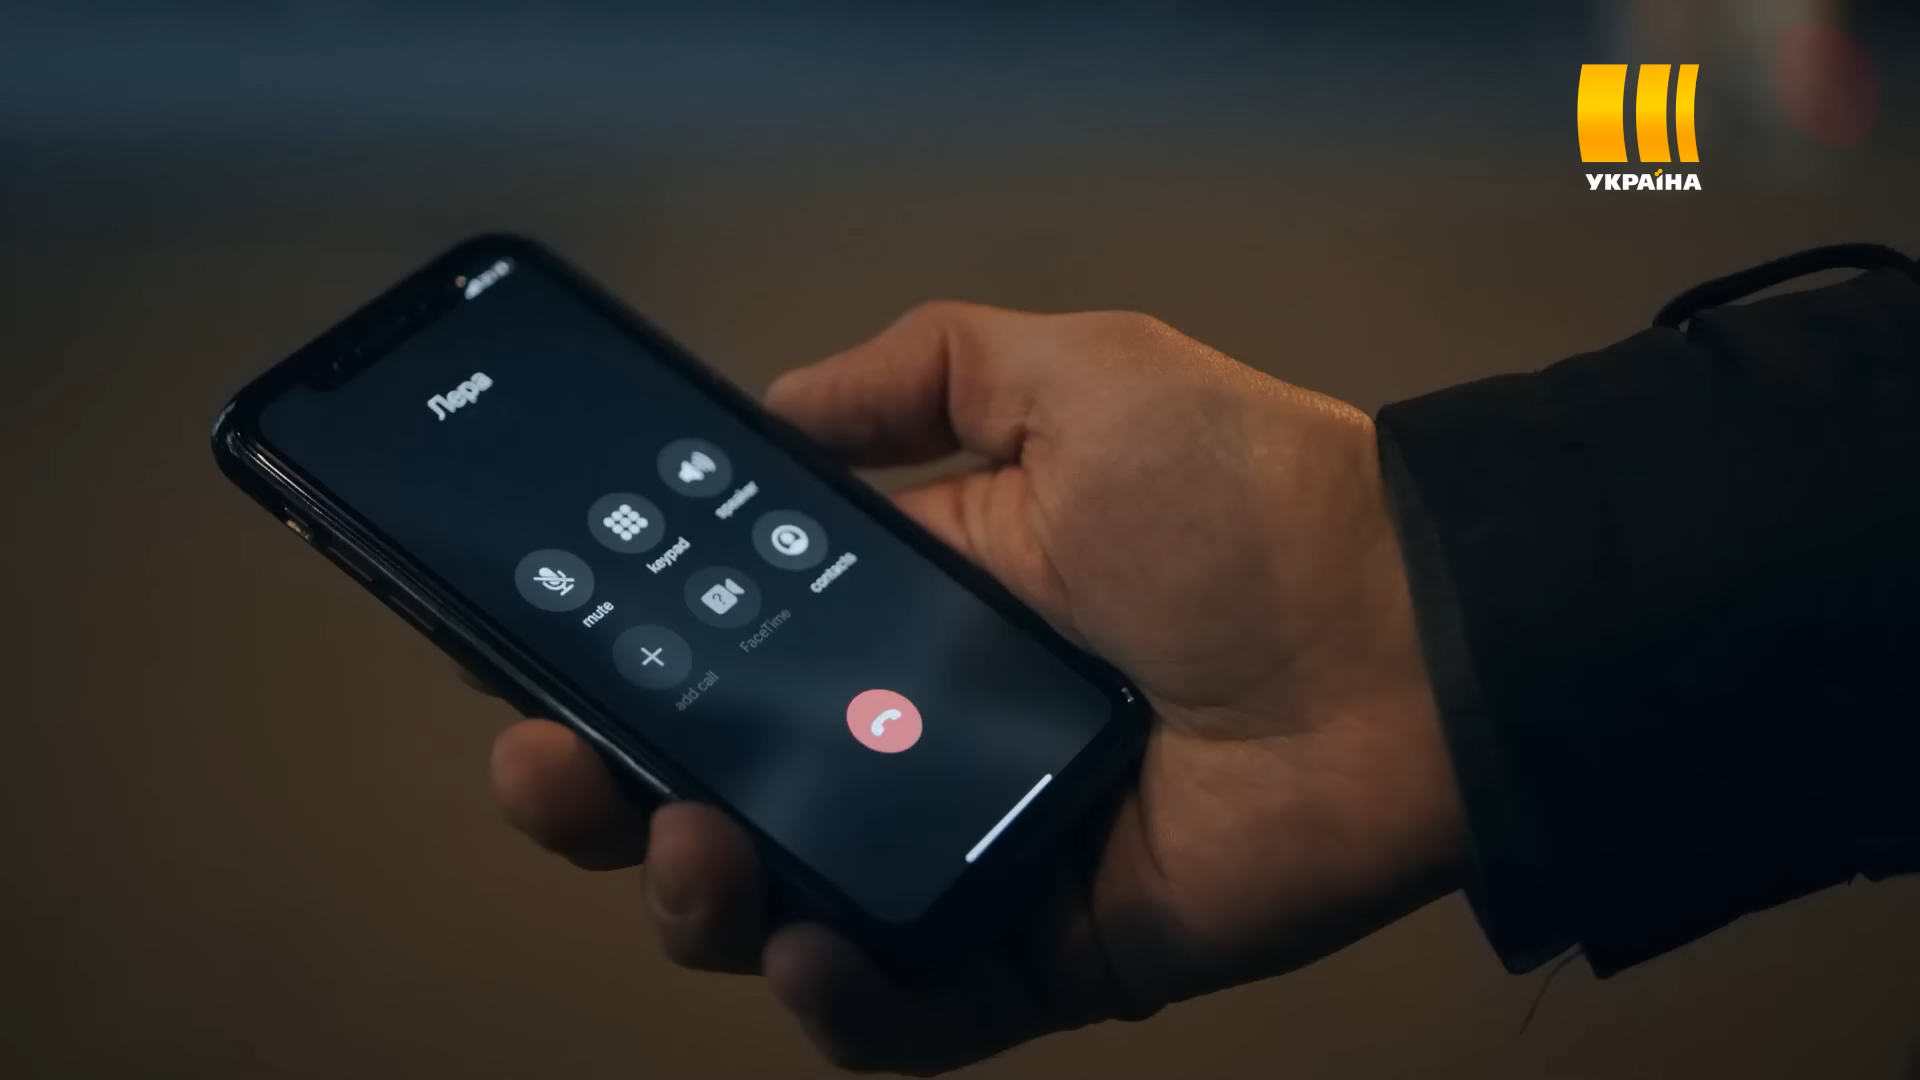 УКРАЇНА
Лера
mute
keypad
speaker
add call
FaceTime
contacts